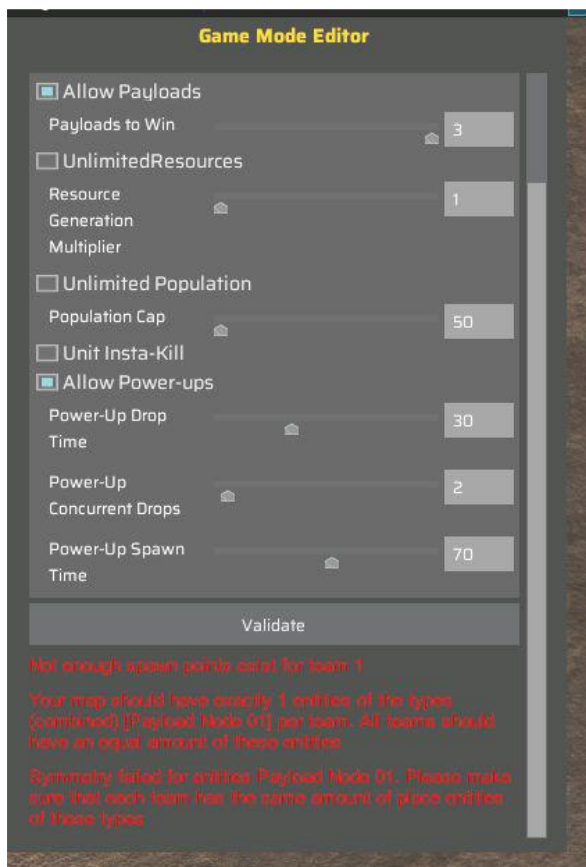 Game Mode Editor
Allow Payloads
Payloads to Win 3
UnlimitedResources
Resource 1
Generation
Multiplier
Unlimited Population
Population Cap 50
Unit Insta-Kill
Allow Power-ups
Power-Up Drop 30
Time
Power-Up 2
Concurrent Drops
Power-Up Spawn 70
Time
Validate
Not enough spawn points exist for team 1
Your map should have exactly 1 entities of the types
(combined) [[Payload Node 01] per team. All teams should
have an equal amount of these entities
Symmetry failed for entities Payload Node 01. Please make
sure that each team has the same amount of place entities
of these types